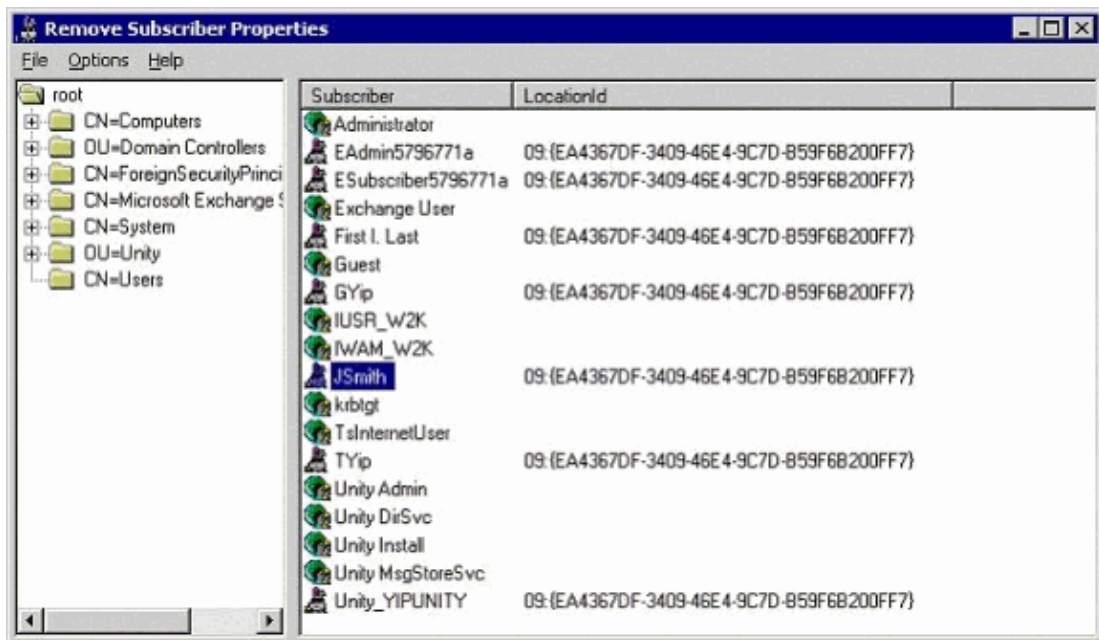 Remove Subscriber Properties
File Options Help
root
CN=Computers
OU=Domain Controllers
CN=ForeignSecurityPrinci
CN=Microsoft Exchange S
CN=System
OU=Unity
CN=Users
Subscriber LocationId
Administrator
EAdmin5796771a 09:{EA4367DF-3409-46E4-9C7D-B59F6B200FF7}
ESubscriber5796771a 09:{EA4367DF-3409-46E4-9C7D-B59F6B200FF7}
Exchange User
First I. Last 09:{EA4367DF-3409-46E4-9C7D-B59F6B200FF7}
Guest
GYip 09:{EA4367DF-3409-46E4-9C7D-B59F6B200FF7}
IUSR_W2K
IWAM_W2K
JSmith 09:{EA4367DF-3409-46E4-9C7D-B59F6B200FF7}
krbtgt
TsInternetUser
TYip 09:{EA4367DF-3409-46E4-9C7D-B59F6B200FF7}
Unity Admin
Unity DirSvc
Unity Install
Unity MsgStoreSvc
Unity_YIPUNITY 09:{EA4367DF-3409-46E4-9C7D-B59F6B200FF7}